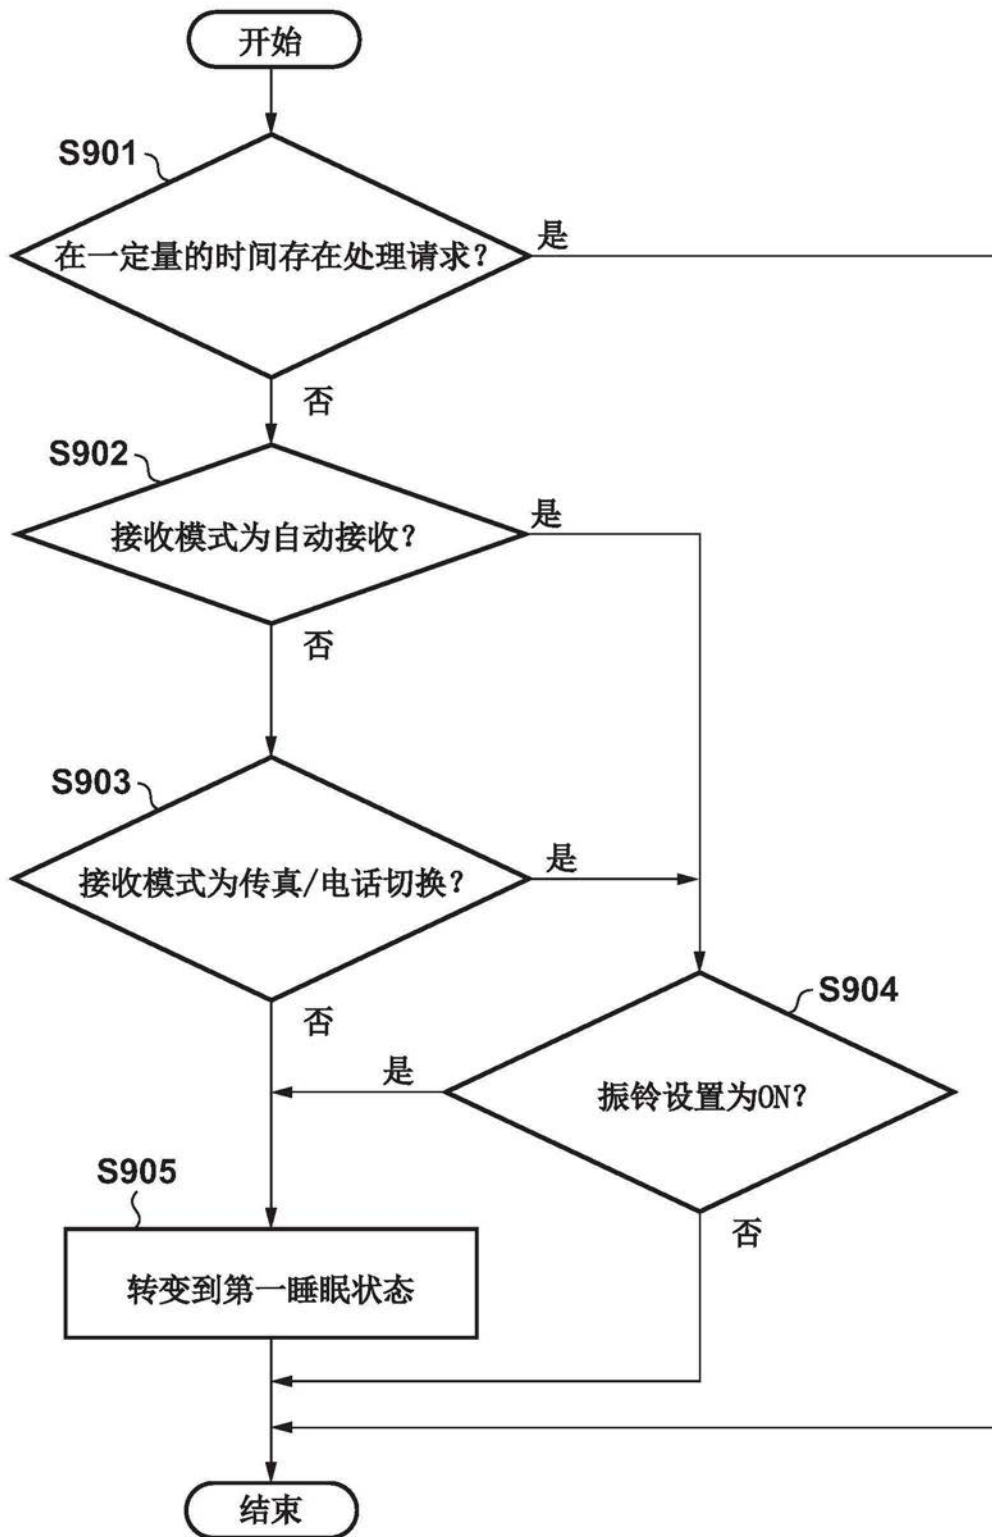 开始
S901
在一定量的时间存在处理请求？
是
否
S902
接收模式为自动接收？
是
否
S903
接收模式为传真/电话切换？
是
否
S904
振铃设置为ON？
是
否
S905
转变到第一睡眠状态
结束